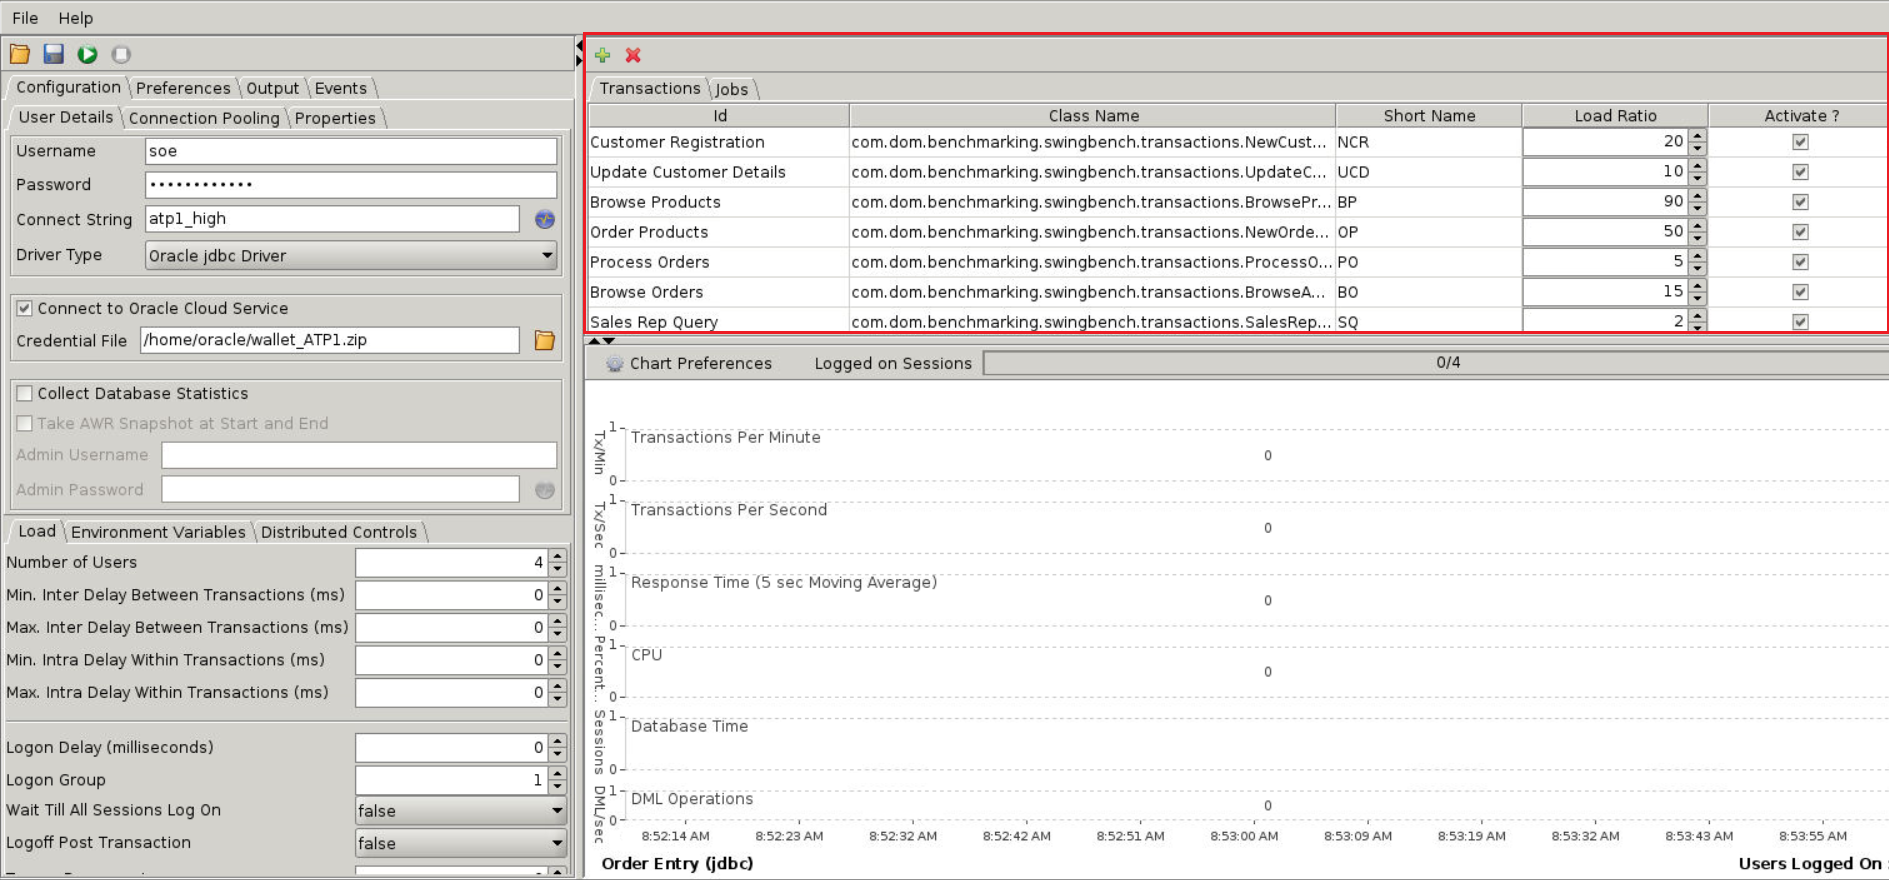 File Help
Configuration Preferences Output Events
User Details Connection Pooling Properties
Username soe
Password ••••••••••••
Connect String atp1_high
Driver Type Oracle jdbc Driver
Connect to Oracle Cloud Service
Credential File /home/oracle/wallet_ATP1.zip
Collect Database Statistics
Take AWR Snapshot at Start and End
Admin Username
Admin Password
Load Environment Variables Distributed Controls
Number of Users 4
Min. Inter Delay Between Transactions (ms) 0
Max. Inter Delay Between Transactions (ms) 0
Min. Intra Delay Within Transactions (ms) 0
Max. Intra Delay Within Transactions (ms) 0
Logon Delay (milliseconds) 0
Logon Group 1
Wait Till All Sessions Log On false
Logoff Post Transaction false
Transactions Jobs
Id Class Name Short Name Load Ratio Activate ?
Customer Registration com.dom.benchmarking.swingbench.transactions.NewCust... NCR 20
Update Customer Details com.dom.benchmarking.swingbench.transactions.UpdateC... UCD 10
Browse Products com.dom.benchmarking.swingbench.transactions.BrowsePr... BP 90
Order Products com.dom.benchmarking.swingbench.transactions.NewOrde... OP 50
Process Orders com.dom.benchmarking.swingbench.transactions.ProcessO... PO 5
Browse Orders com.dom.benchmarking.swingbench.transactions.BrowseA... BO 15
Sales Rep Query com.dom.benchmarking.swingbench.transactions.SalesRep... SQ 2
Chart Preferences Logged on Sessions 0/4
Tx/Min 1 0 Transactions Per Minute 0
Tx/Sec 1 0 Transactions Per Second 0
millisec... 1 0 Response Time (5 sec Moving Average) 0
Percent... 1 0 CPU 0
Sessions 1 0 Database Time
DML/sec 1 0 DML Operations 0
8:52:14 AM 8:52:23 AM 8:52:32 AM 8:52:42 AM 8:52:51 AM 8:53:00 AM 8:53:09 AM 8:53:19 AM 8:53:32 AM 8:53:43 AM 8:53:55 AM
Order Entry (jdbc) Users Logged On